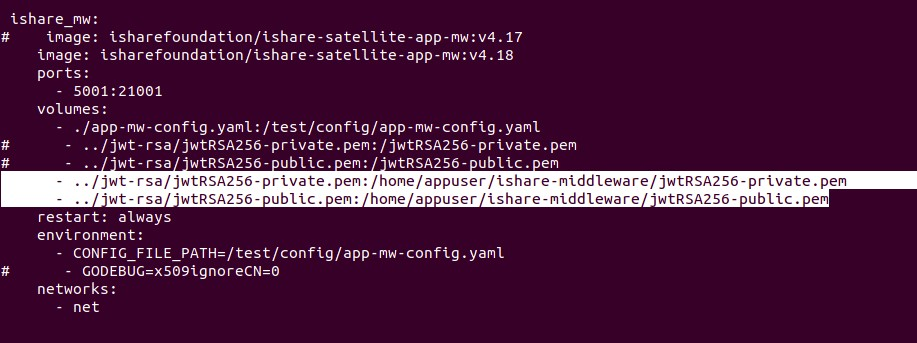 ishare_mw:
#    image: isharefoundation/ishare-satellite-app-mw:v4.17
    image: isharefoundation/ishare-satellite-app-mw:v4.18
    ports:
      - 5001:21001
    volumes:
      - ./app-mw-config.yaml:/test/config/app-mw-config.yaml
#      - ../jwt-rsa/jwtRSA256-private.pem:/jwtRSA256-private.pem
#      - ../jwt-rsa/jwtRSA256-public.pem:/jwtRSA256-public.pem
      - ../jwt-rsa/jwtRSA256-private.pem:/home/appuser/ishare-middleware/jwtRSA256-private.pem
      - ../jwt-rsa/jwtRSA256-public.pem:/home/appuser/ishare-middleware/jwtRSA256-public.pem
    restart: always
    environment:
      - CONFIG_FILE_PATH=/test/config/app-mw-config.yaml
#      - GODEBUG=x509ignoreCN=0
    networks:
      - net